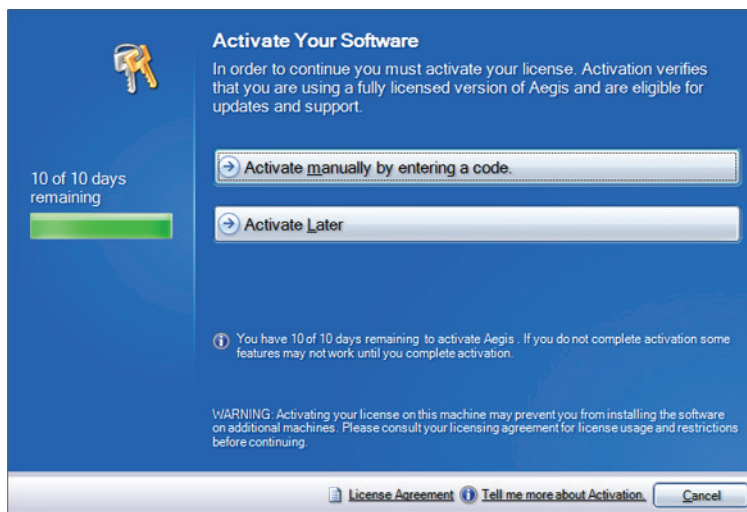 Activate Your Software
In order to continue you must activate your license. Activation verifies
that you are using a fully licensed version of Aegis and are eligible for
updates and support.
Activate manually by entering a code.
10 of 10 days
remaining
Activate Later
You have 10 of 10 days remaining to activate Aegis . If you do not complete activation some
features may not work until you complete activation.
WARNING: Activating your license on this machine may prevent you from installing the software
on additional machines. Please consult your licensing agreement for license usage and restrictions
before continuing.
License Agreement Tell me more about Activation. Cancel